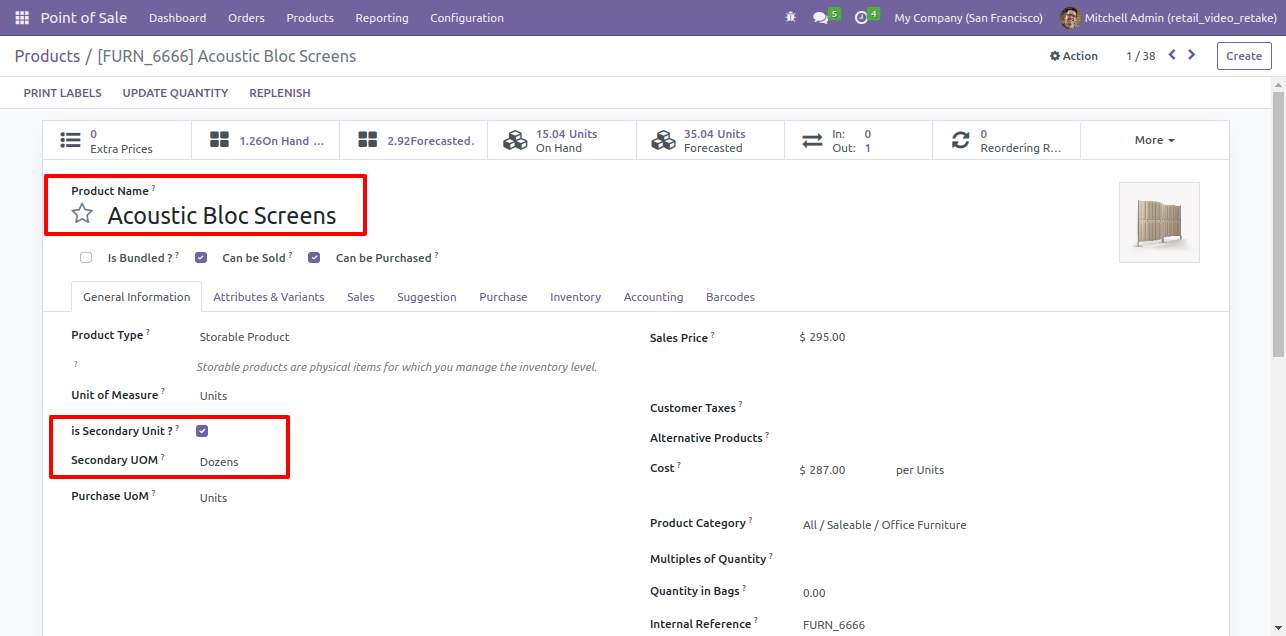 Point of Sale Dashboard Orders Products Reporting Configuration 5 4 My Company (San Francisco) Mitchell Admin (retail_video_retake)
Products / [FURN_6666] Acoustic Bloc Screens Action 1 / 38 Create
PRINT LABELS UPDATE QUANTITY REPLENISH
0
Extra Prices
1.26On Hand ...
2.92Forecasted.
15.04 Units
On Hand
35.04 Units
Forecasted
In: 0
Out: 1
0
Reordering R...
More
Product Name ?
Acoustic Bloc Screens
Is Bundled ? ? Can be Sold ? Can be Purchased ?
General Information Attributes & Variants Sales Suggestion Purchase Inventory Accounting Barcodes
Product Type ? Storable Product
? Storable products are physical items for which you manage the inventory level.
Unit of Measure ? Units
is Secondary Unit ? ?
Secondary UOM ? Dozens
Purchase UoM ? Units
Sales Price ? $ 295.00
Customer Taxes ?
Alternative Products ?
Cost ? $ 287.00 per Units
Product Category ? All / Saleable / Office Furniture
Multiples of Quantity ?
Quantity in Bags ? 0.00
Internal Reference ? FURN_6666